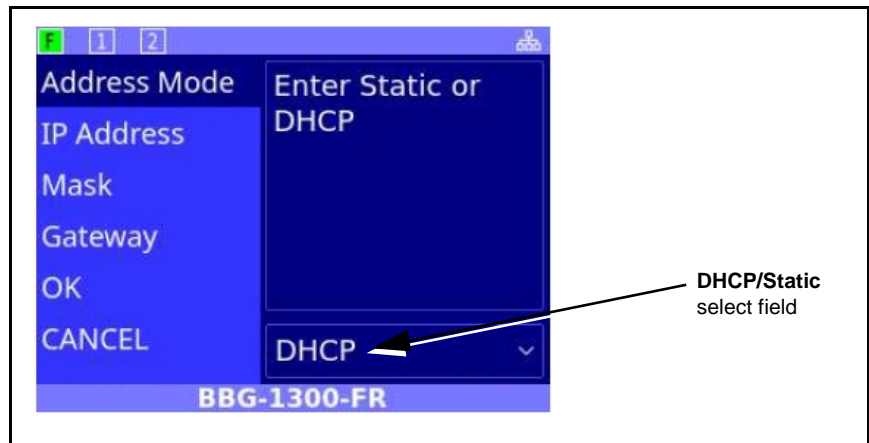 F 1 2
Address Mode
IP Address
Mask
Gateway
OK
CANCEL
Enter Static or
DHCP
DHCP
BBG-1300-FR
DHCP/Static
select field